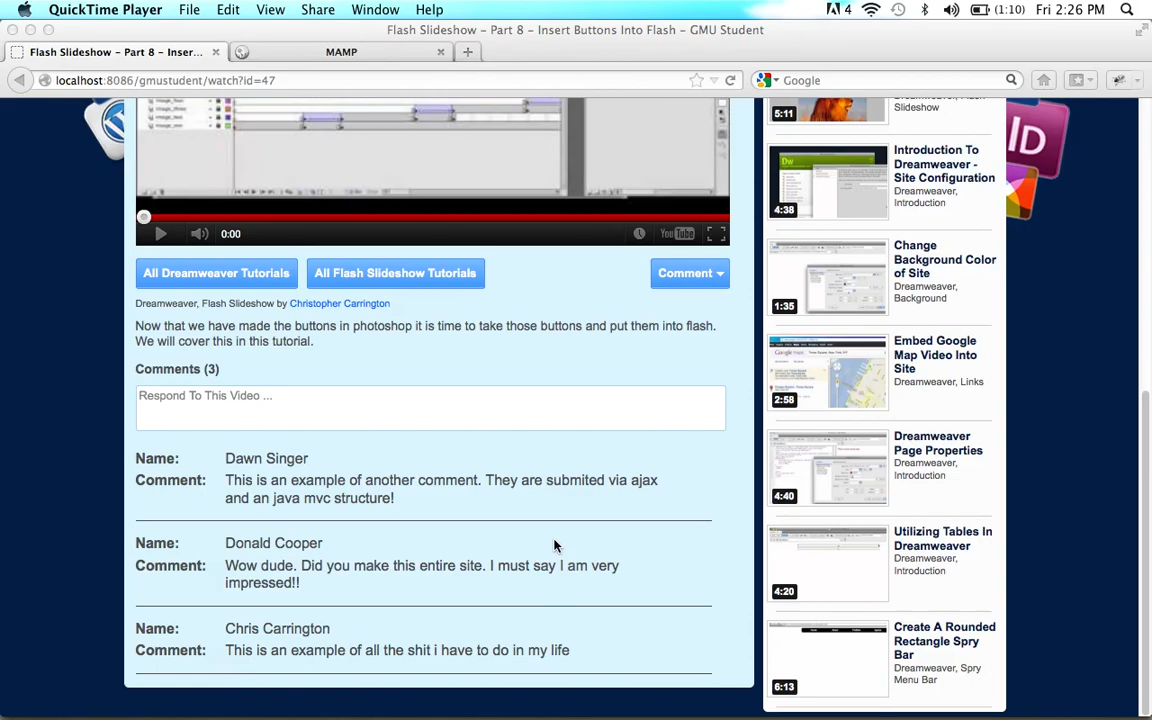 QuickTime Player File Edit View Share Window Help 4 (1:10) Fri 2:26 PM
Flash Slideshow – Part 8 – Insert Buttons Into Flash – GMU Student
Flash Slideshow – Part 8 – Inser... × MAMP × +
localhost:8086/gmustudent/watch?id=47 Google
5:11
Slideshow
Introduction To
Dreamweaver -
Site Configuration
Dreamweaver,
Introduction
4:38
Change
Background Color
of Site
Dreamweaver,
Background
1:35
Embed Google
Map Video Into
Site
Dreamweaver, Links
2:58
Dreamweaver
Page Properties
Dreamweaver,
Introduction
4:40
Utilizing Tables In
Dreamweaver
Dreamweaver,
Introduction
4:20
Create A Rounded
Rectangle Spry
Bar
Dreamweaver, Spry
Menu Bar
6:13
0:00 YouTube
All Dreamweaver Tutorials All Flash Slideshow Tutorials Comment
Dreamweaver, Flash Slideshow by Christopher Carrington
Now that we have made the buttons in photoshop it is time to take those buttons and put them into flash.
We will cover this in this tutorial.
Comments (3)
Respond To This Video ...
Name: Dawn Singer
Comment: This is an example of another comment. They are submited via ajax
and an java mvc structure!
Name: Donald Cooper
Comment: Wow dude. Did you make this entire site. I must say I am very
impressed!!
Name: Chris Carrington
Comment: This is an example of all the shit i have to do in my life
Dw
ID